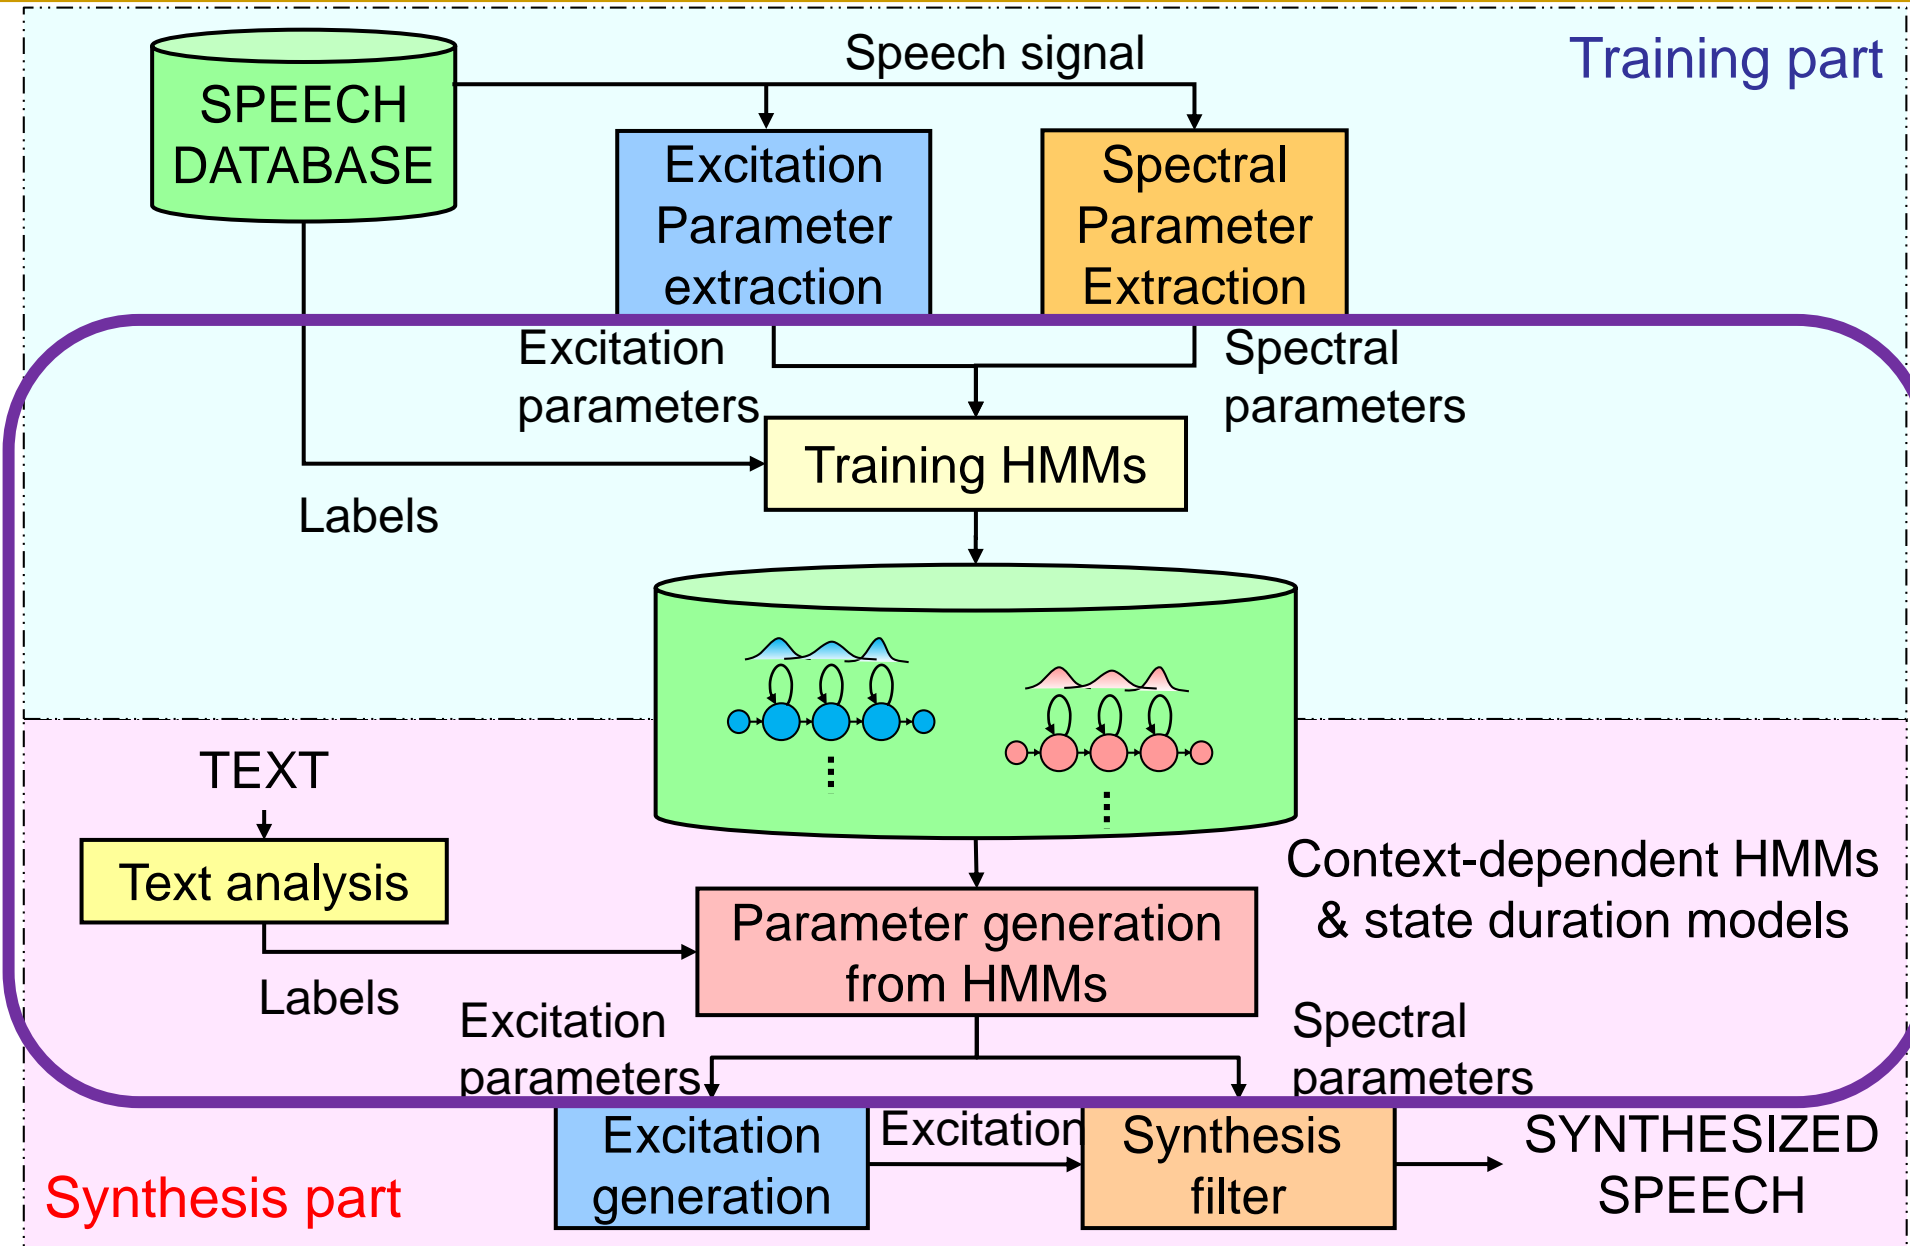 Speech signal
Training part
SPEECH
DATABASE
Excitation
Parameter
extraction
Spectral
Parameter
Extraction
Excitation
parameters
Spectral
parameters
Training HMMs
Labels
TEXT
Text analysis
Context-dependent HMMs
& state duration models
Parameter generation
from HMMs
Labels
Excitation
parameters
Spectral
parameters
Excitation
generation
Excitation
Synthesis
filter
SYNTHESIZED
SPEECH
Synthesis part